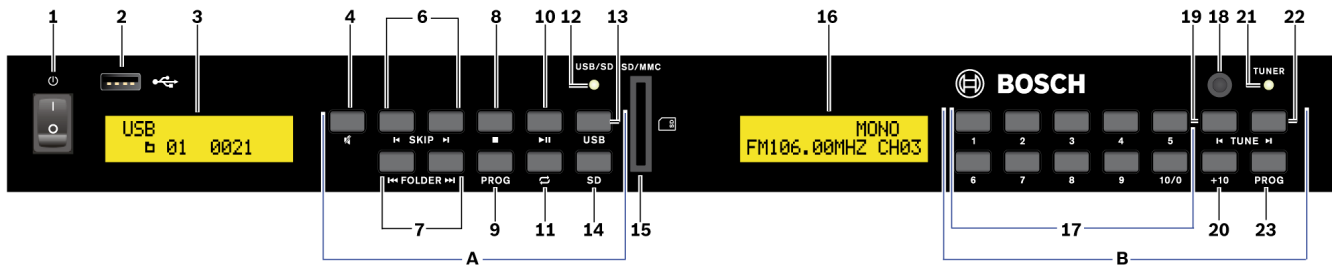 1 2 3 4 6 8 10 12 13 16 19 18 21 22
USB/SD SD/MMC
TUNER
BOSCH
I
O
USB
01 0021
MONO
FM106.00MHZ CH03
SKIP USB
1 2 3 4 5 TUNE
FOLDER PROG SD
6 7 8 9 10/0 +10 PROG
SD
7 9 11 14 15 17 20 23
A B